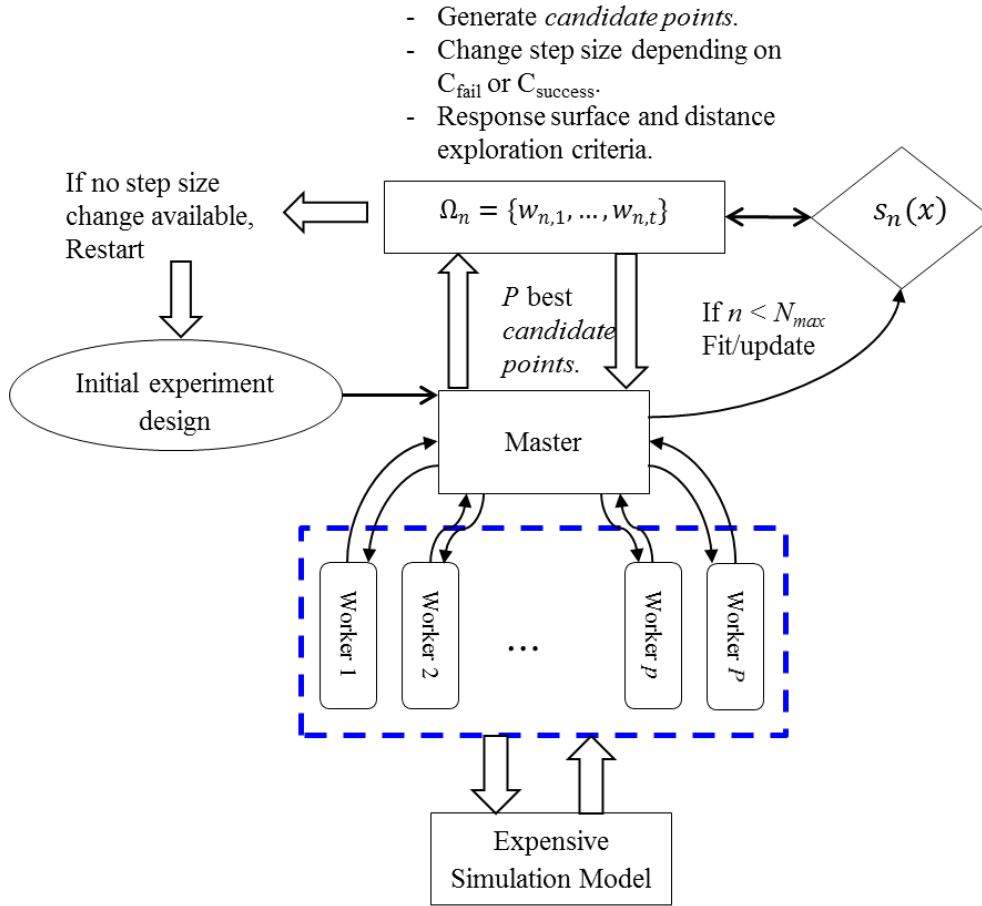 - Generate candidate points.
- Change step size depending on
C_fail or C_success.
- Response surface and distance
exploration criteria.
If no step size
change available,
Restart
Ω_n = {w_{n,1}, …, w_{n,t}}
s_n(x)
P best
candidate
points.
If n < N_max
Fit/update
Initial experiment
design
Master
Worker 1
Worker 2
...
Worker p
Worker P
Expensive
Simulation Model